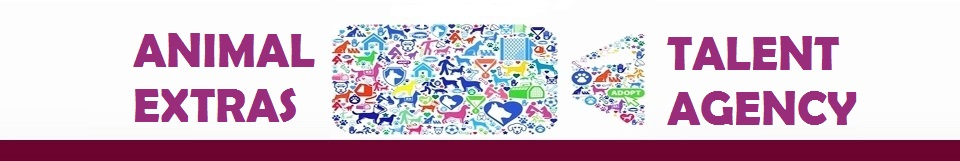 ANIMAL
EXTRAS
ADOPT
TALENT
AGENCY